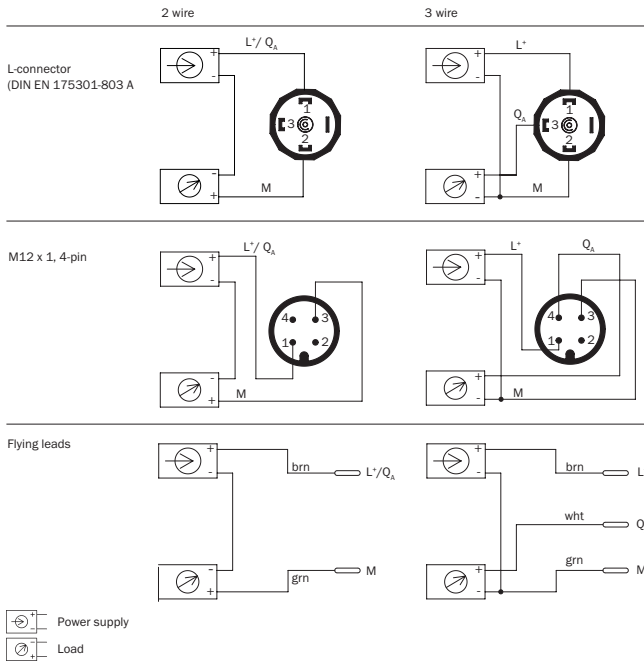 2 wire
3 wire
L-connector
(DIN EN 175301-803 A
+
L⁺/ Q_A
-
1
3
2
-
+
M
+
L⁺
-
Q_A
1
3
2
+
-
M
M12 x 1, 4-pin
+
L⁺/ Q_A
-
4
3
1
2
-
+
M
+
L⁺
Q_A
-
4
3
1
2
+
-
M
Flying leads
+
-
brn
L⁺/Q_A
-
+
grn
M
+
-
brn
L
wht
Q
+
-
grn
M
+
-
Power supply
-
+
Load